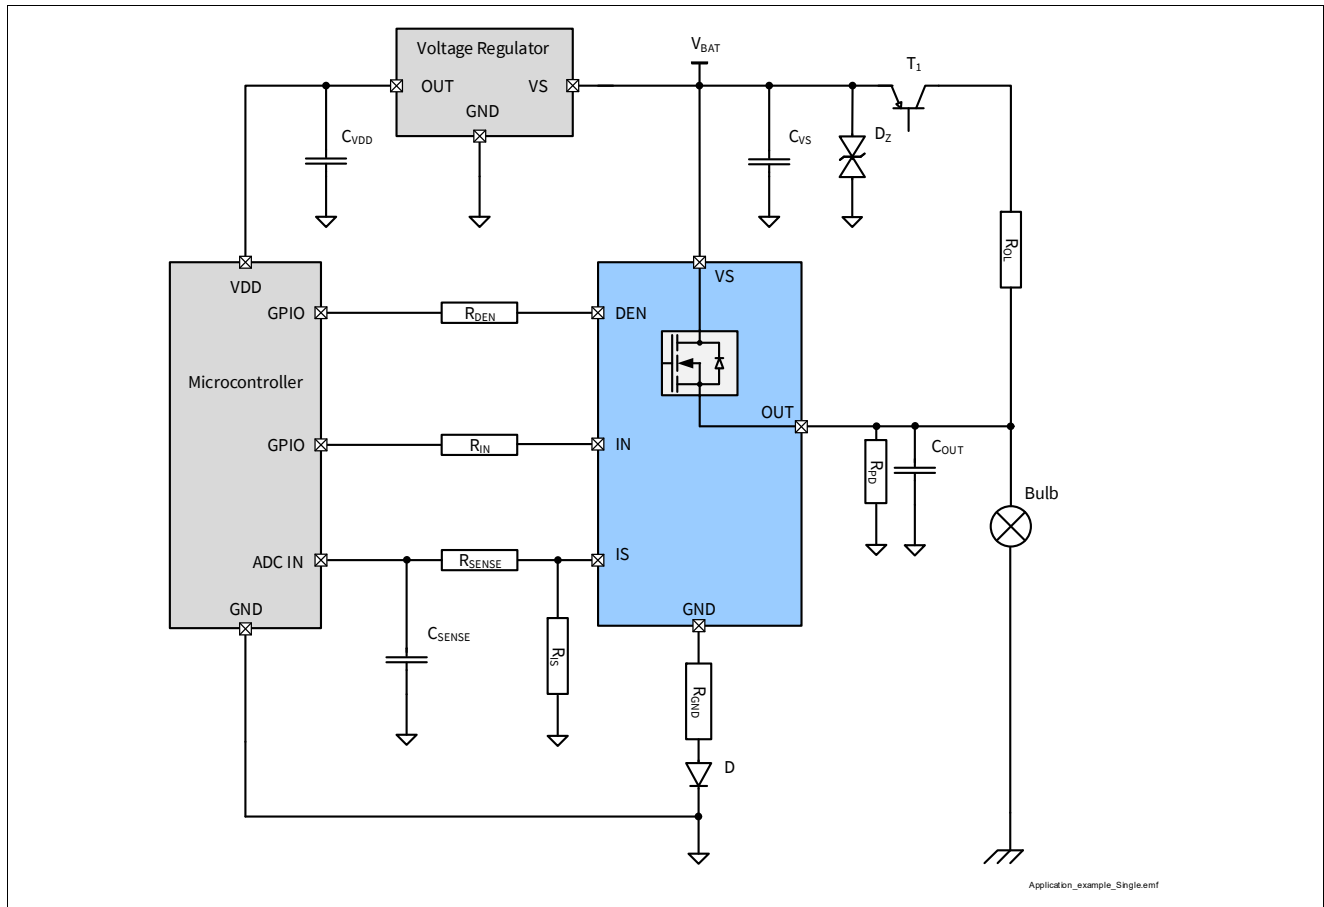 Voltage Regulator
OUT
VS
GND
V_BAT
T_1
C_VDD
C_VS
D_Z
R_OL
VDD
GPIO
R_DEN
DEN
VS
Microcontroller
OUT
GPIO
R_IN
IN
R_PD
C_OUT
Bulb
ADC IN
R_SENSE
IS
GND
C_SENSE
R_IS
GND
R_GND
D
Application_example_Single.emf